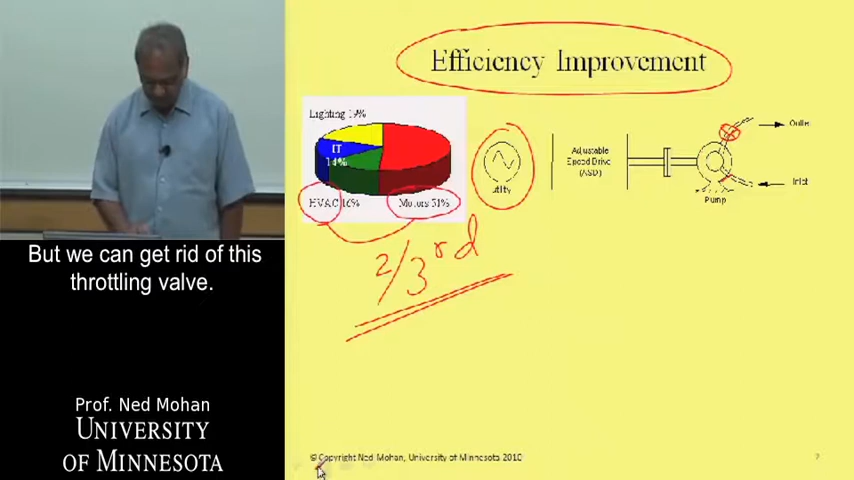 Efficiency Improvement
Lighting 19%
IT
14%
HVAC 16%
Motors 51%
2/3rd
Utility
Adjustable
Speed Drive
(ASD)
Outlet
Inlet
Pump
But we can get rid of this
throttling valve.
Prof. Ned Mohan
UNIVERSITY
OF MINNESOTA
© Copyright Ned Mohan, University of Minnesota 2010
2